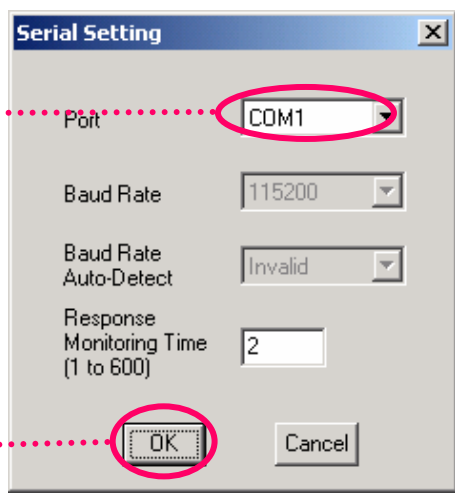 Serial Setting
Port COM1
Baud Rate 115200
Baud Rate
Auto-Detect Invalid
Response
Monitoring Time
(1 to 600) 2
OK Cancel